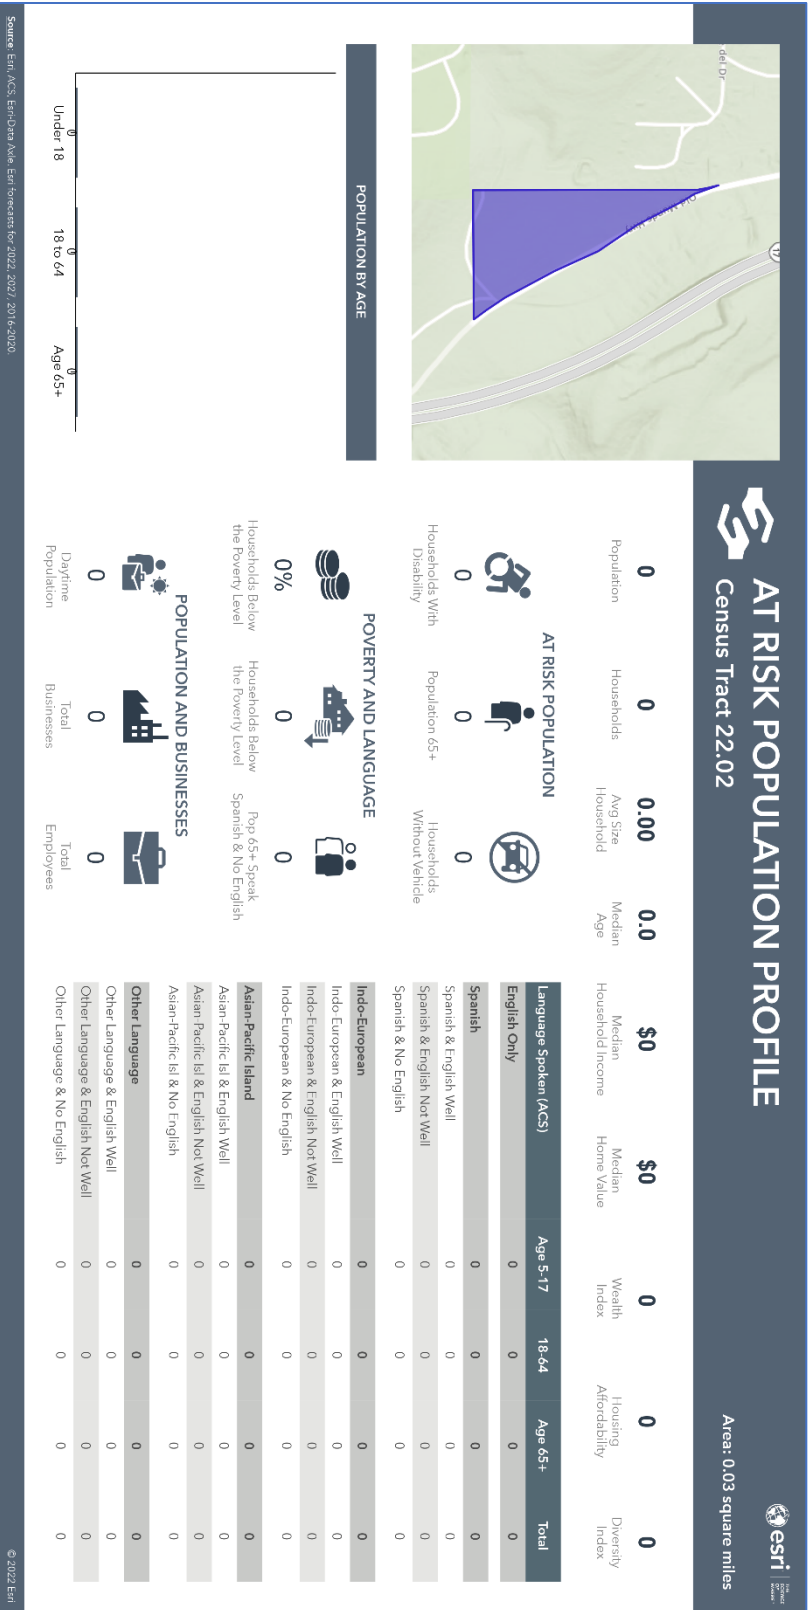 AT RISK POPULATION PROFILE
Census Tract 22.02
Area: 0.03 square miles
esri
THE
SCIENCE
OF
WHERE
del Dr
17
0
Population
0
Households
0.00
Avg Size
Household
0.0
Median
Age
$0
Median
Household Income
$0
Median
Home Value
0
Wealth
Index
0
Housing
Affordability
0
Diversity
Index
POPULATION BY AGE
0 0 0
Under 18 18 to 64 Age 65+
AT RISK POPULATION
0
Households With
Disability
0
Population 65+
0
Households
Without Vehicle
POVERTY AND LANGUAGE
0%
Households Below
the Poverty Level
0
Households Below
the Poverty Level
0
Pop 65+ Speak
Spanish & No English
POPULATION AND BUSINESSES
0
Daytime
Population
0
Total
Businesses
0
Total
Employees
Language Spoken (ACS) Age 5-17 18-64 Age 65+ Total
English Only 0 0 0 0
Spanish 0 0 0 0
Spanish & English Well 0 0 0 0
Spanish & English Not Well 0 0 0 0
Spanish & No English 0 0 0 0
Indo-European 0 0 0 0
Indo-European & English Well 0 0 0 0
Indo-European & English Not Well 0 0 0 0
Indo-European & No English 0 0 0 0
Asian-Pacific Island 0 0 0 0
Asian-Pacific Isl & English Well 0 0 0 0
Asian-Pacific Isl & English Not Well 0 0 0 0
Asian-Pacific Isl & No English 0 0 0 0
Other Language 0 0 0 0
Other Language & English Well 0 0 0 0
Other Language & English Not Well 0 0 0 0
Other Language & No English 0 0 0 0
Source: Esri, ACS, Esri-Data Axle. Esri forecasts for 2022, 2027, 2016-2020.
© 2022 Esri